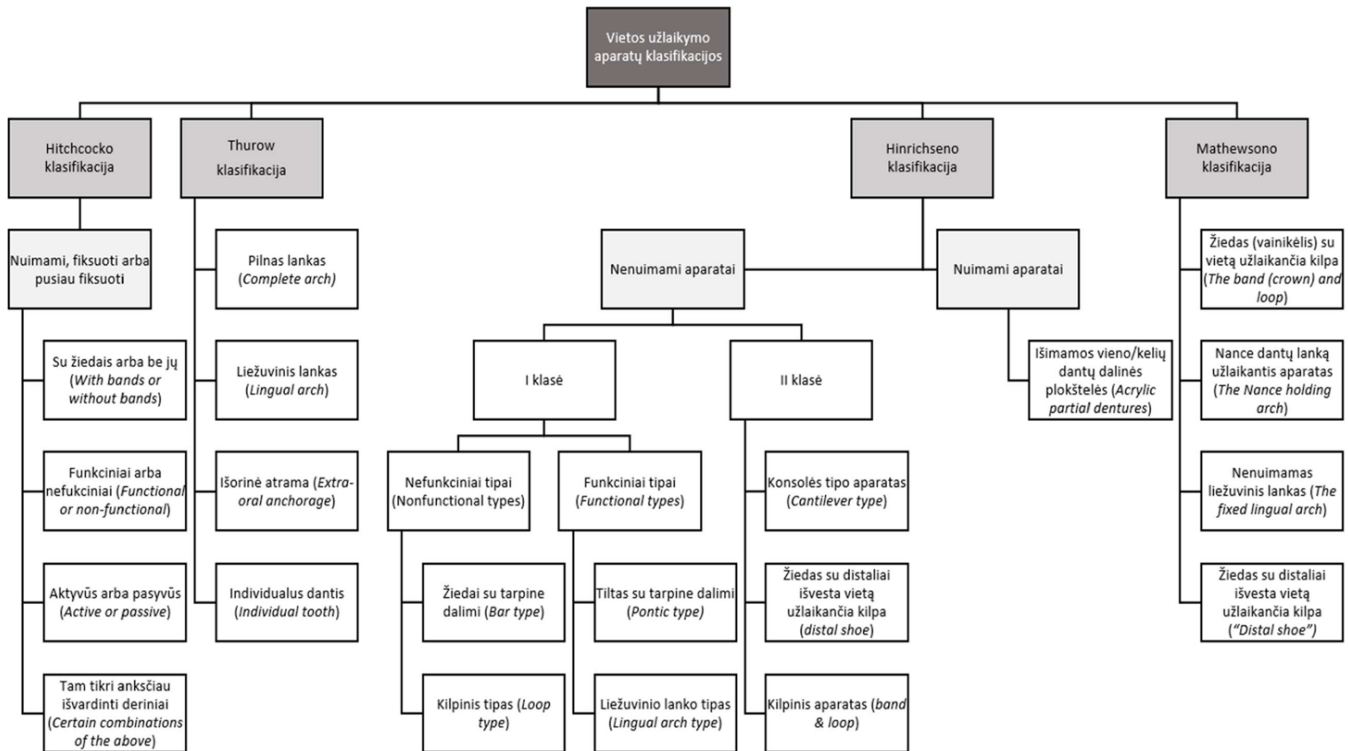 Vietos užlaikymo
aparatų klasifikacijos
Hitchcocko
klasifikacija
Nuimami, fiksuoti arba
pusiau fiksuoti
Su žiedais arba be jų
(With bands or
without bands)
Funkciniai arba
nefukciniai (Functional
or non-functional)
Aktyvūs arba pasyvūs
(Active or passive)
Tam tikri anksčiau
išvardinti deriniai
(Certain combinations
of the above)
Thurow
klasifikacija
Pilnas lankas
(Complete arch)
Liežuvinis lankas
(Lingual arch)
Išorinė atrama (Extra-
oral anchorage)
Individualus dantis
(Individual tooth)
Hinrichseno
klasifikacija
Nenuimami aparatai
I klasė
Nefunkciniai tipai
(Nonfunctional types)
Žiedai su tarpine
dalimi (Bar type)
Kilpinis tipas (Loop
type)
Funkciniai tipai
(Functional types)
Tiltas su tarpine dalimi
(Pontic type)
Liežuvinio lanko tipas
(Lingual arch type)
II klasė
Konsolės tipo aparatas
(Cantilever type)
Žiedas su distaliai
išvesta vietą
užlaikančia kilpa
(distal shoe)
Kilpinis aparatas (band
& loop)
Nuimami aparatai
Išimamos vieno/kelių
dantų dalinės
plokštelės (Acrylic
partial dentures)
Mathewsono
klasifikacija
Žiedas (vainikėlis) su
vietą užlaikančia kilpa
(The band (crown) and
loop)
Nance dantų lanką
užlaikantis aparatas
(The Nance holding
arch)
Nenuimamas
liežuvinis lankas (The
fixed lingual arch)
Žiedas su distaliai
išvesta vietą
užlaikančia kilpa
(“Distal shoe”)